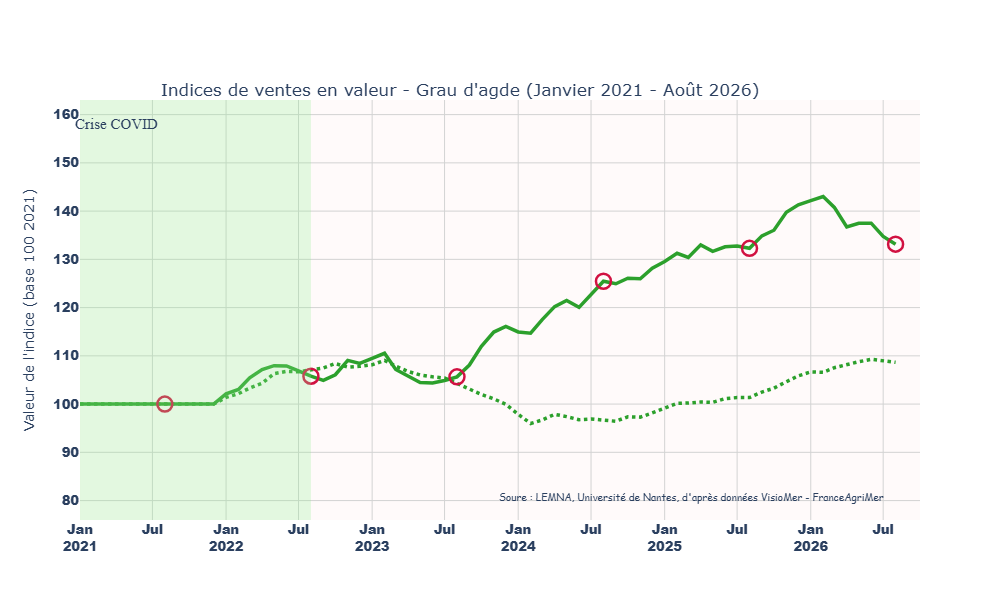 Indices de ventes en valeur - Grau d'agde (Janvier 2021 - Août 2026)
Crise COVID
Valeur de l'indice (base 100 2021)
160
150
140
130
120
110
100
90
80
Soure : LEMNA, Université de Nantes, d'après données VisioMer - FranceAgriMer
Jan Jul Jan Jul Jan Jul Jan Jul Jan Jul Jan Jul
2021 2022 2023 2024 2025 2026